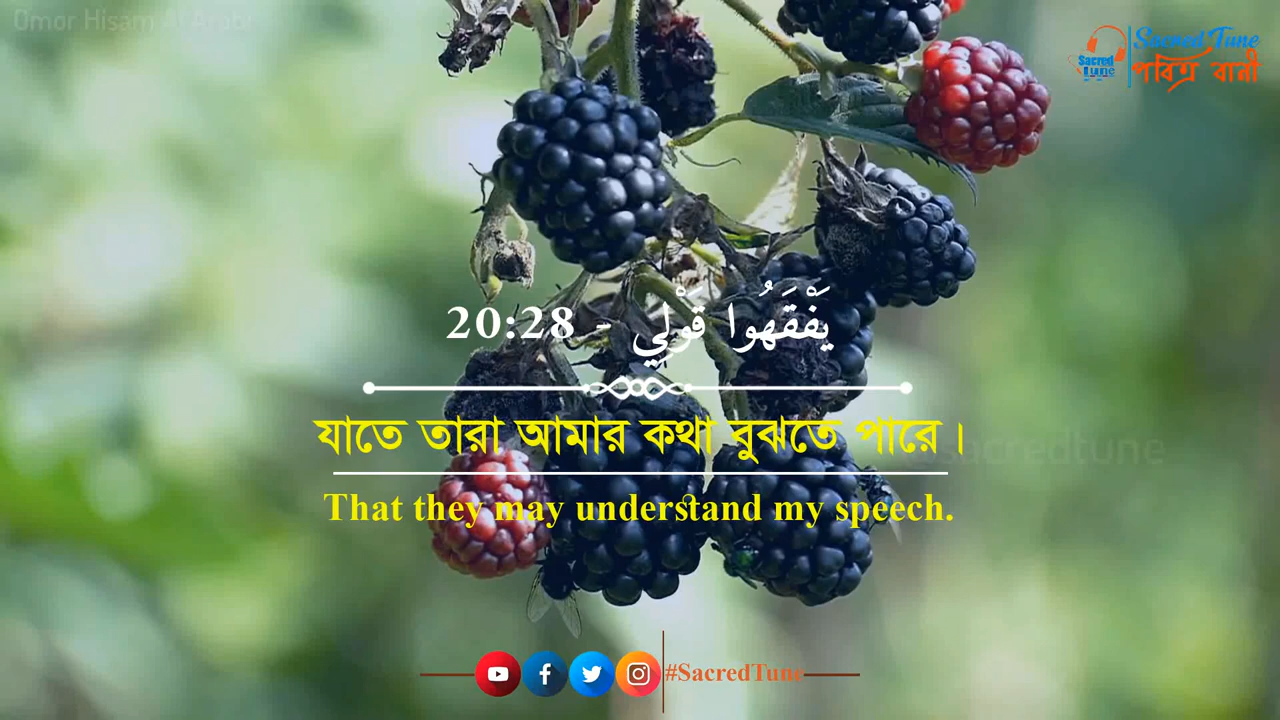 Omor Hisam Al Arabi
Sacred Tune
Sacred Tune
পবিত্র বানী
يَفْقَهُوا قَوْلِي - 20:28
যাতে তারা আমার কথা বুঝতে পারে।
sacredtune
That they may understand my speech.
#SacredTune